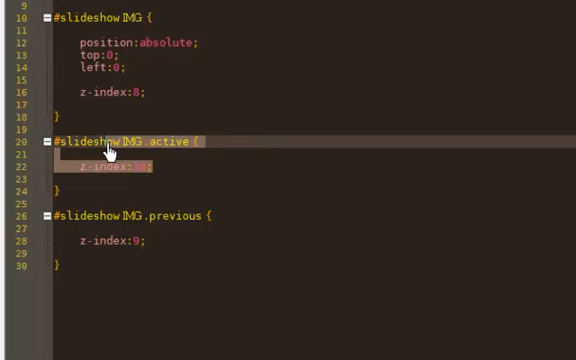 9
10 #slideshow IMG {
11
12 position:absolute;
13 top:0;
14 left:0;
15
16 z-index:8;
17
18 }
19
20 #slideshow IMG.active {
21
22 z-index:
23
24 }
25
26 #slideshow IMG.previous {
27
28 z-index:9;
29
30 }